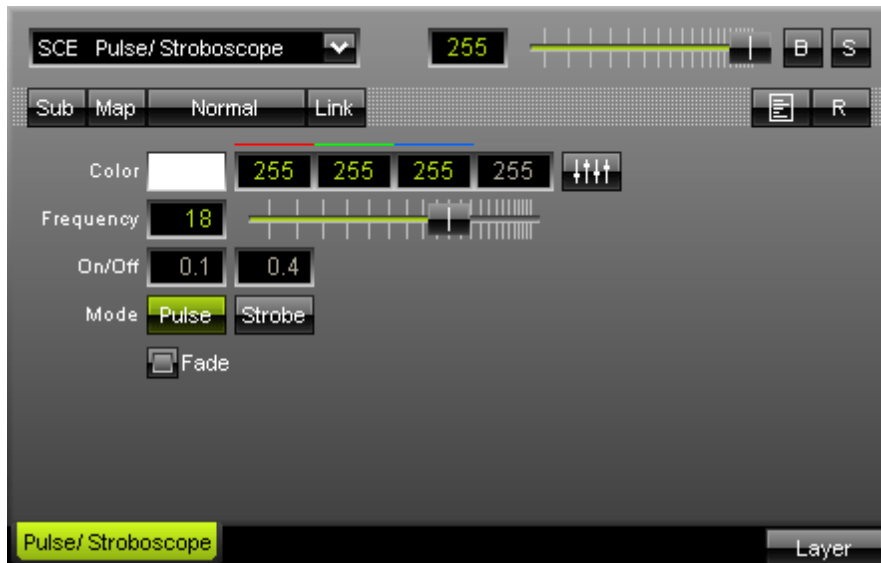 SCE Pulse/ Stroboscope 255 B S
Sub Map Normal Link R
Color 255 255 255 255
Frequency 18
On/Off 0.1 0.4
Mode Pulse Strobe
Fade
Pulse/ Stroboscope Layer